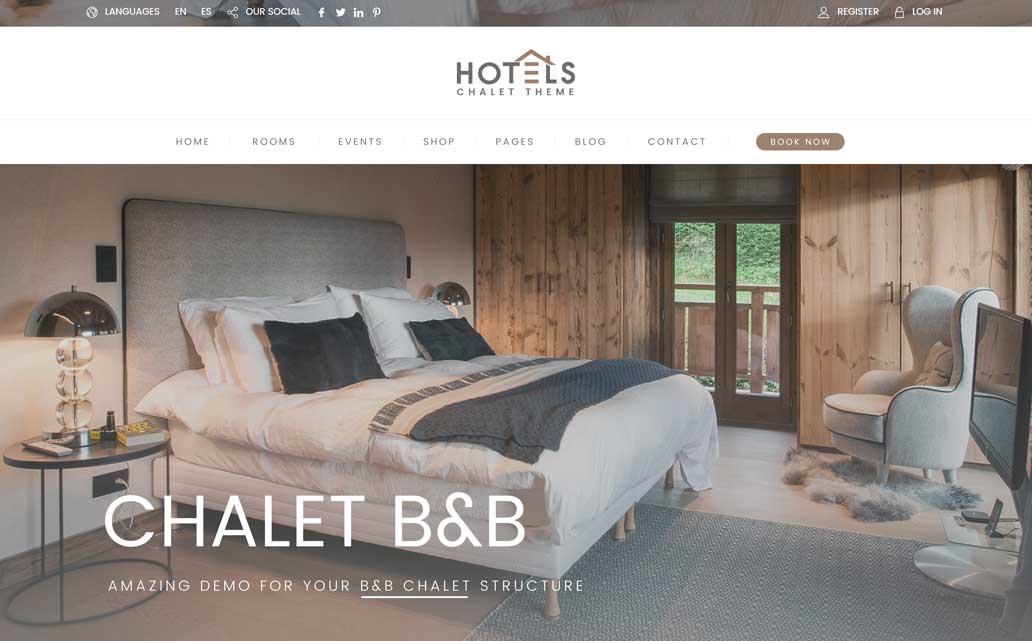 LANGUAGES EN ES OUR SOCIAL REGISTER LOG IN
HOTELS
CHALET THEME
HOME ROOMS EVENTS SHOP PAGES BLOG CONTACT BOOK NOW
CHALET B&B
AMAZING DEMO FOR YOUR B&B CHALET STRUCTURE